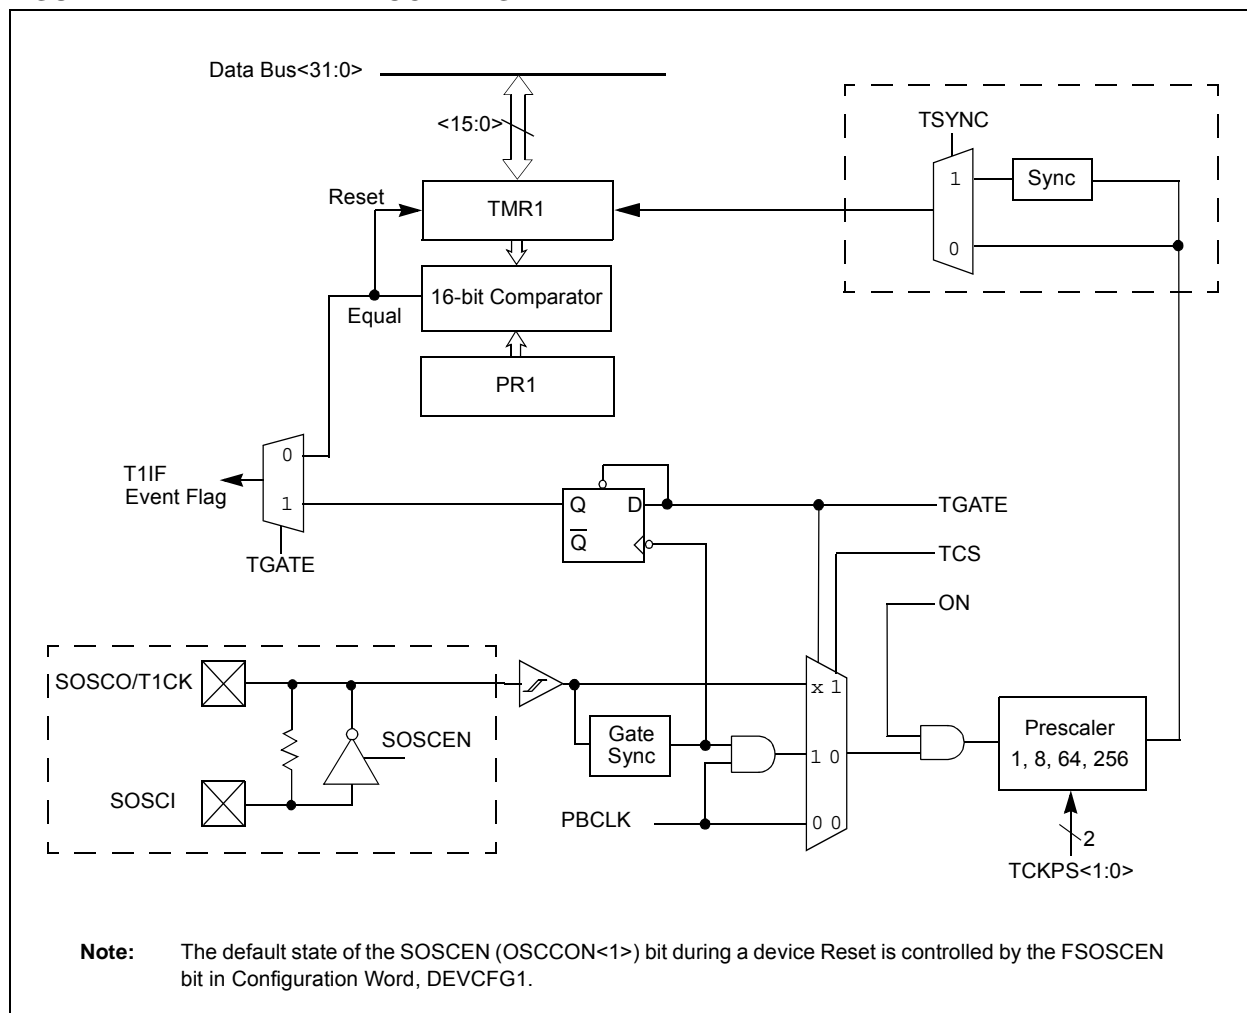 Data Bus<31:0>
<15:0>
TSYNC
1
Sync
Reset
TMR1
0
16-bit Comparator
Equal
PR1
0
T1IF
Event Flag
1
Q D
TGATE
Q
TGATE
TCS
ON
SOSCO/T1CK
x 1
SOSCEN
Gate
Sync
1 0
Prescaler
1, 8, 64, 256
SOSCI
PBCLK
0 0
2
TCKPS<1:0>
Note: The default state of the SOSCEN (OSCCON<1>) bit during a device Reset is controlled by the FSOSCEN
bit in Configuration Word, DEVCFG1.